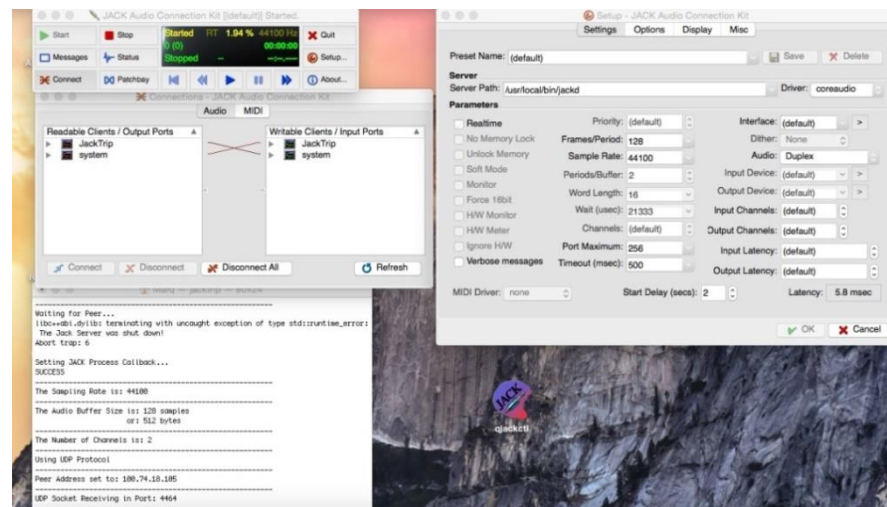 JACK Audio Connection Kit [(default)] Started.
Start
Stop
Started RT 1.94 % 44100 Hz
0 (0) 00:00:00
Stopped -- --:--.----
Quit
Messages
Status
Setup...
Connect
Patchbay
About...
Connections - JACK Audio Connection Kit
Audio MIDI
Readable Clients / Output Ports
Writable Clients / Input Ports
JackTrip
system
JackTrip
system
Connect
Disconnect
Disconnect All
Refresh
Waiting for Peer...
libc++abi.dylib: terminating with uncaught exception of type std::runtime_error:
The Jack Server was shut down!
Abort trap: 6
Setting JACK Process Callback...
SUCCESS
The Sampling Rate is: 44100
The Audio Buffer Size is: 128 samples
or: 512 bytes
The Number of Channels is: 2
Using UDP Protocol
Peer Address set to: 100.74.18.105
UDP Socket Receiving in Port: 4464
Setup - JACK Audio Connection Kit
Settings Options Display Misc
Preset Name: (default)
Save
Delete
Server
Server Path: /usr/local/bin/jackd
Driver: coreaudio
Parameters
Realtime
No Memory Lock
Unlock Memory
Soft Mode
Monitor
Force 16bit
H/W Monitor
H/W Meter
Ignore H/W
Verbose messages
Priority: (default)
Frames/Period: 128
Sample Rate: 44100
Periods/Buffer: 2
Word Length: 16
Wait (usec): 21333
Channels: (default)
Port Maximum: 256
Timeout (msec): 500
Interface: (default) >
Dither: None
Audio: Duplex
Input Device: (default) >
Output Device: (default) >
Input Channels: (default)
Output Channels: (default)
Input Latency: (default)
Output Latency: (default)
MIDI Driver: none
Start Delay (secs): 2
Latency: 5.8 msec
OK
Cancel
JACK
qjackctl